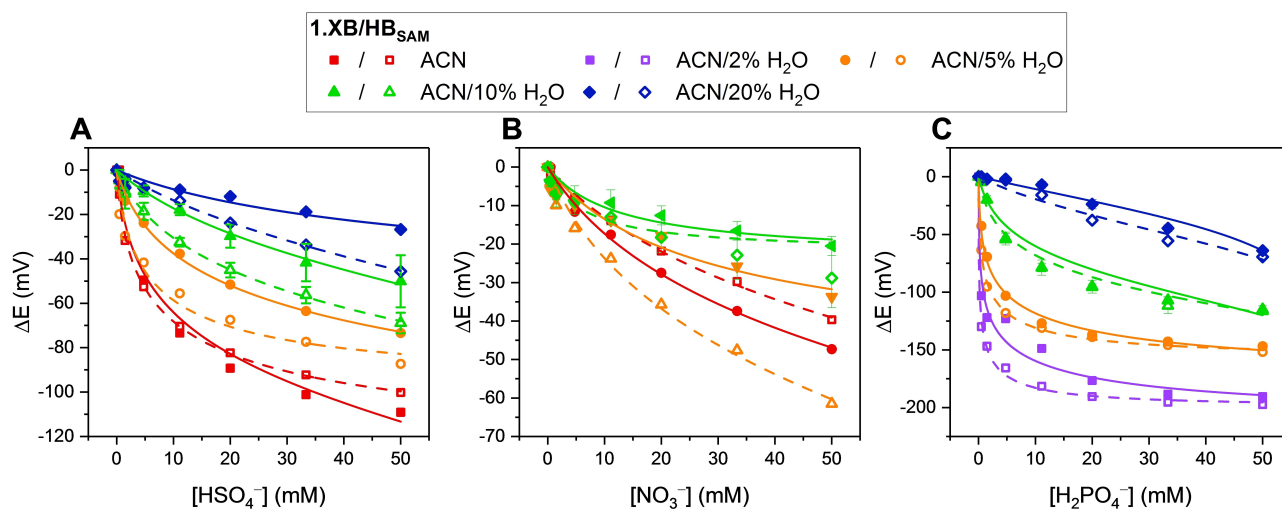 1.XB/HB_SAM
■ / □ ACN ■ / □ ACN/2% H₂O ● / ○ ACN/5% H₂O
▲ / △ ACN/10% H₂O ◆ / ◇ ACN/20% H₂O
A B C
0 0 0
-20 -10 -50
-40 -20 -100
-60 -30 -150
-80 -40 -200
-100 -50
-120 -60
-70
ΔE (mV) ΔE (mV) ΔE (mV)
0 10 20 30 40 50 0 10 20 30 40 50 0 10 20 30 40 50
[HSO₄⁻] (mM) [NO₃⁻] (mM) [H₂PO₄⁻] (mM)